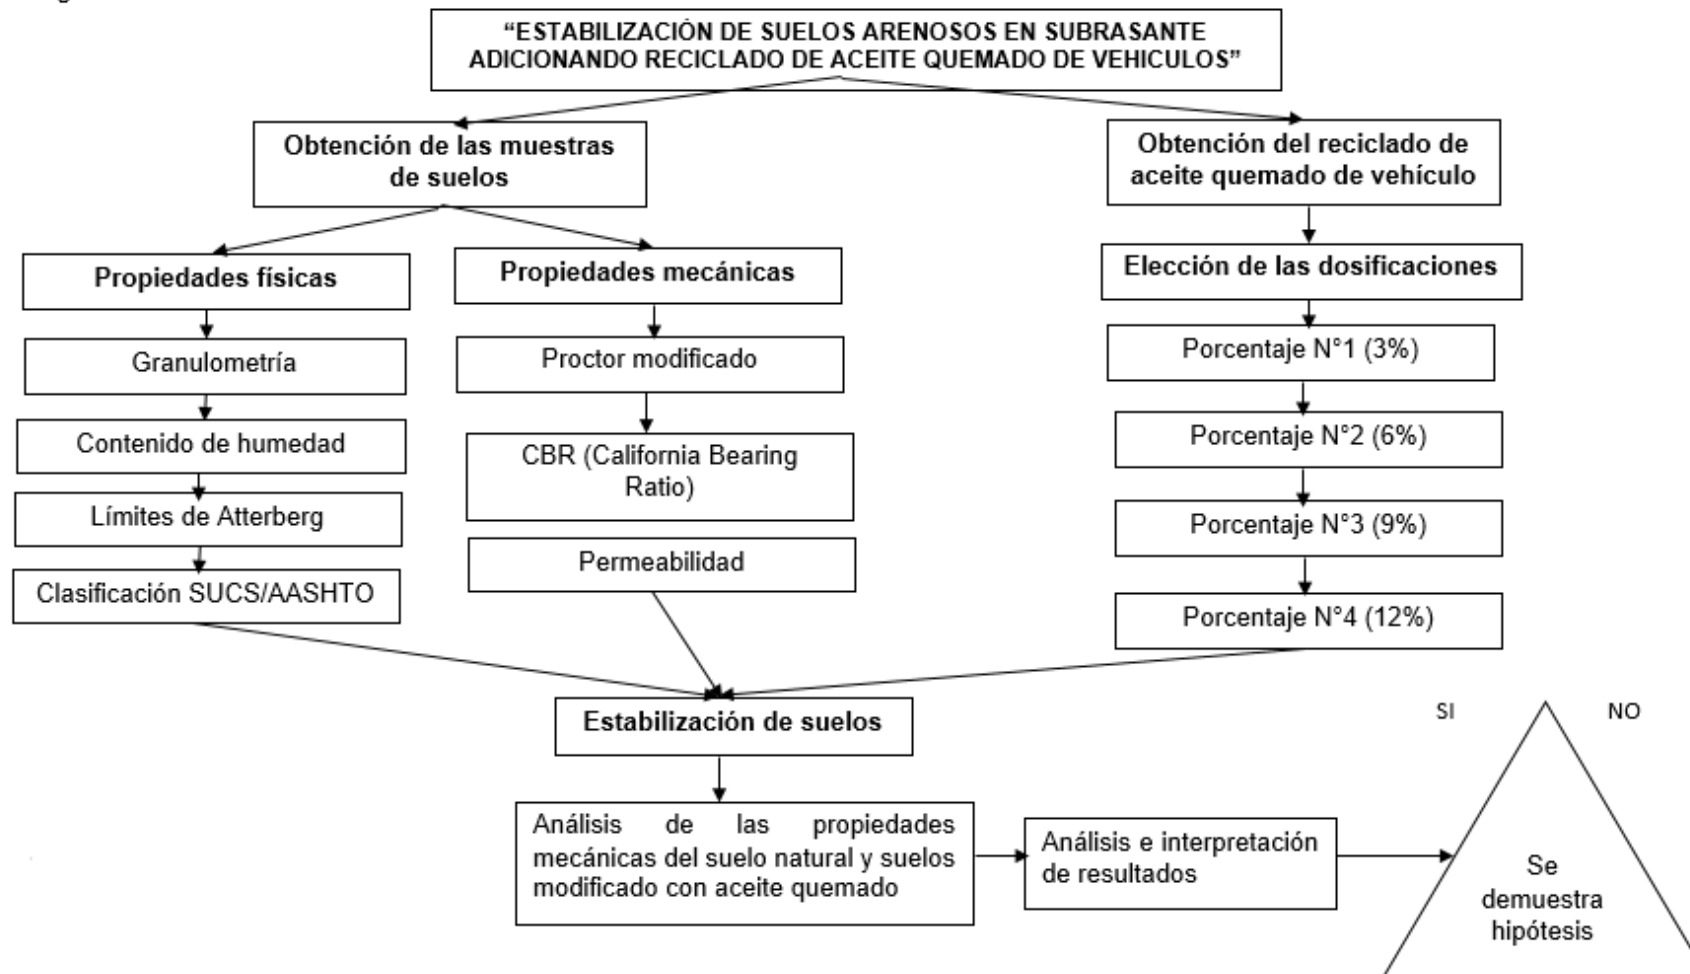 “ESTABILIZACIÓN DE SUELOS ARENOSOS EN SUBRASANTE
ADICIONANDO RECICLADO DE ACEITE QUEMADO DE VEHICULOS”
Obtención de las muestras
de suelos
Obtención del reciclado de
aceite quemado de vehículo
Propiedades físicas
Propiedades mecánicas
Elección de las dosificaciones
Granulometría
Proctor modificado
Porcentaje N°1 (3%)
Contenido de humedad
CBR (California Bearing
Ratio)
Porcentaje N°2 (6%)
Límites de Atterberg
Permeabilidad
Porcentaje N°3 (9%)
Clasificación SUCS/AASHTO
Porcentaje N°4 (12%)
Estabilización de suelos
SI
NO
Análisis de las propiedades
mecánicas del suelo natural y suelos
modificado con aceite quemado
Análisis e interpretación
de resultados
Se
demuestra
hipótesis